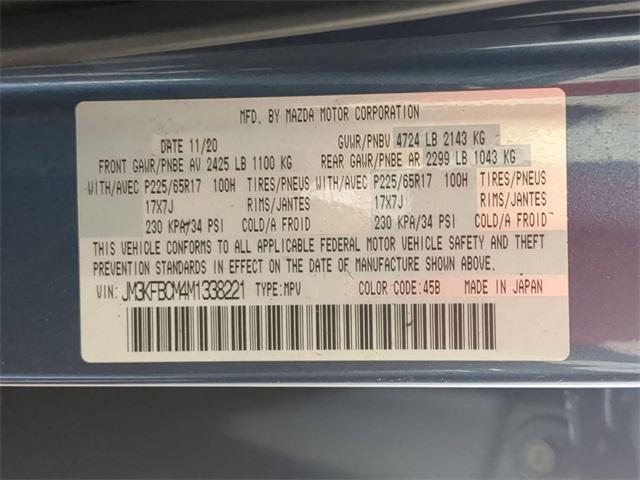 MFD. BY MAZDA MOTOR CORPORATION
DATE 11/20 GVWR/PNBV 4724 LB 2143 KG
FRONT GAWR/PNBE AV 2425 LB 1100 KG REAR GAWR/PNBE AR 2299 LB 1043 KG
WITH/AVEC P225/65R17 100H TIRES/PNEUS WITH/AVEC P225/65R17 100H TIRES/PNEUS
17X7J RIMS/JANTES 17X7J RIMS/JANTES
230 KPA/34 PSI COLD/A FROID 230 KPA/34 PSI COLD/A FROID
THIS VEHICLE CONFORMS TO ALL APPLICABLE FEDERAL MOTOR VEHICLE SAFETY AND THEFT
PREVENTION STANDARDS IN EFFECT ON THE DATE OF MANUFACTURE SHOWN ABOVE.
VIN: JM3KFBCM4M1338221 TYPE:MPV COLOR CODE:45B MADE IN JAPAN